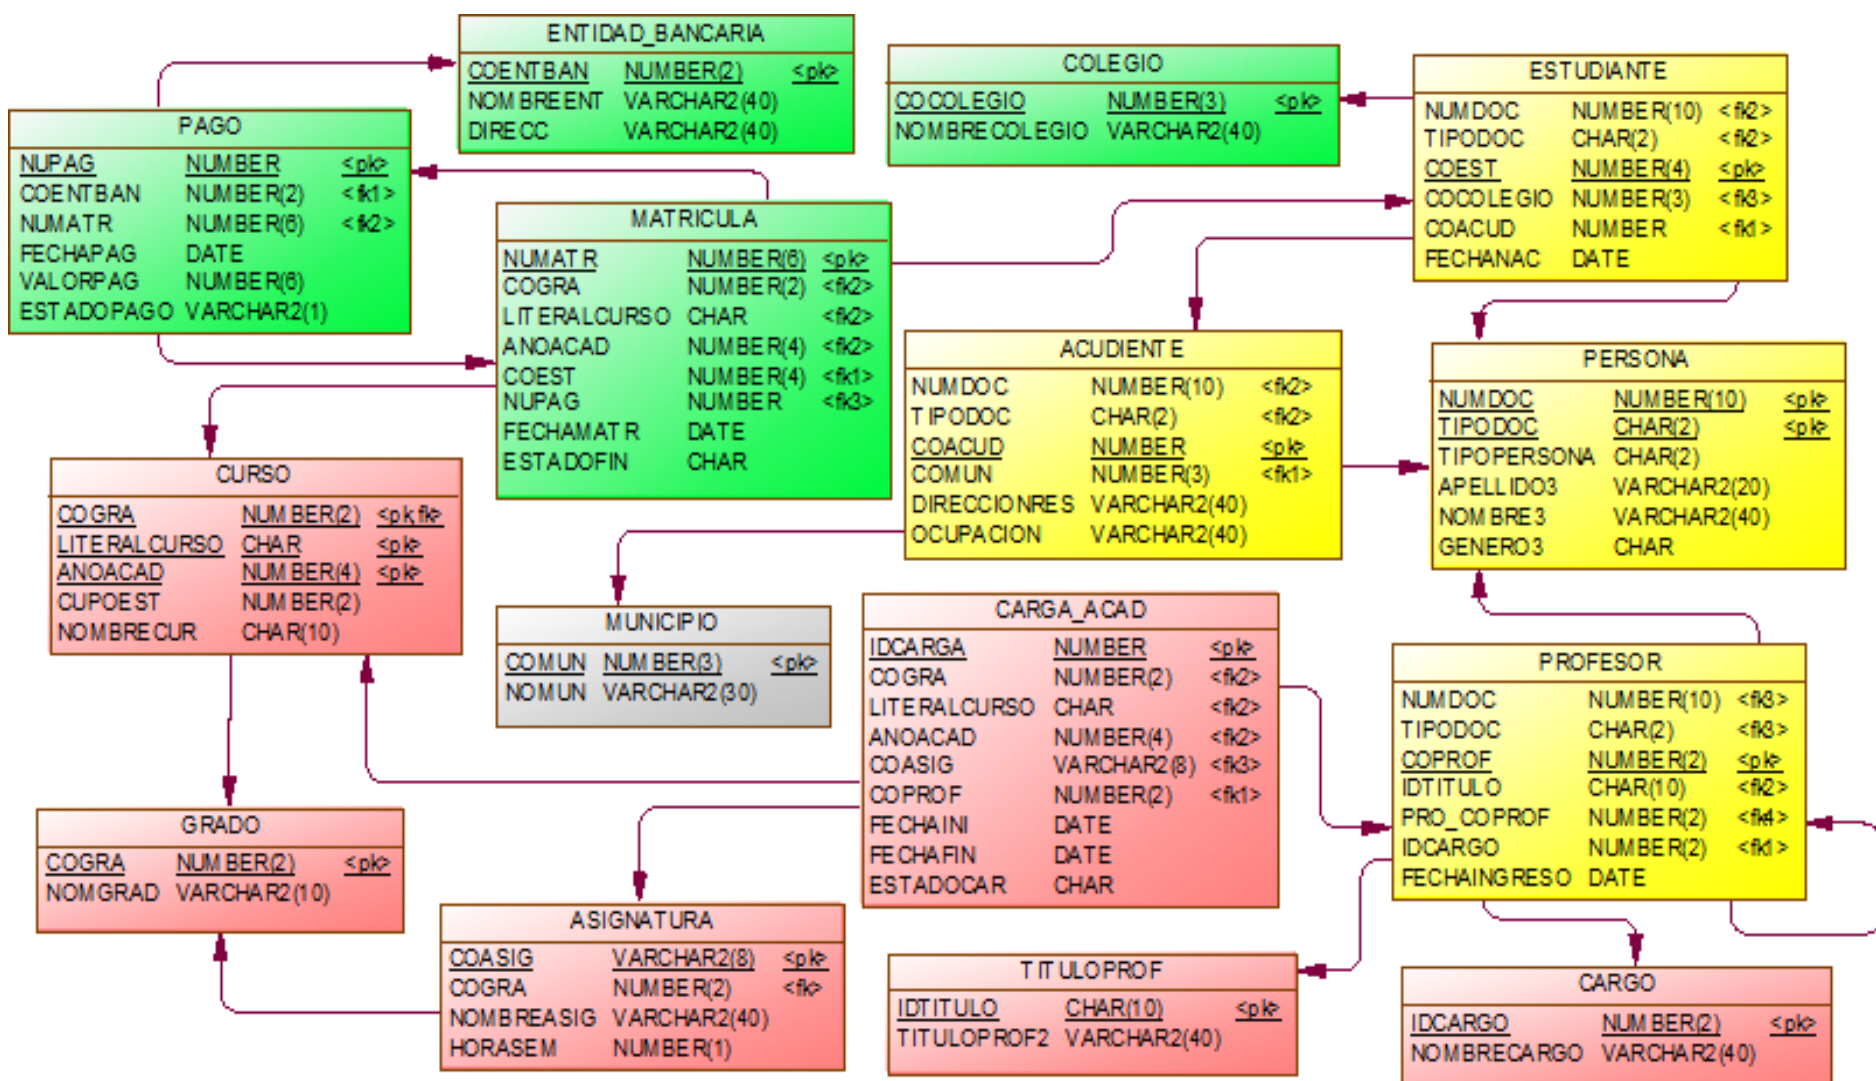 ENTIDAD_BANCARIA
COENTBAN NUMBER(2) <pk>
NOMBREENT VARCHAR2(40)
DIRECC VARCHAR2(40)
COLEGIO
COCOLEGIO NUMBER(3) <pk>
NOMBRECOLEGIO VARCHAR2(40)
ESTUDIANTE
NUMDOC NUMBER(10) <fk2>
TIPODOC CHAR(2) <fk2>
COEST NUMBER(4) <pk>
COCOLEGIO NUMBER(3) <fk3>
COACUD NUMBER <fk1>
FECHANAC DATE
PAGO
NUPAG NUMBER <pk>
COENTBAN NUMBER(2) <fk1>
NUMATR NUMBER(6) <fk2>
FECHAPAG DATE
VALORPAG NUMBER(6)
ESTADOPAGO VARCHAR2(1)
MATRICULA
NUMATR NUMBER(6) <pk>
COGRA NUMBER(2) <fk2>
LITERALCURSO CHAR <fk2>
ANOACAD NUMBER(4) <fk2>
COEST NUMBER(4) <fk1>
NUPAG NUMBER <fk3>
FECHAMATR DATE
ESTADOFIN CHAR
ACUDIENTE
NUMDOC NUMBER(10) <fk2>
TIPODOC CHAR(2) <fk2>
COACUD NUMBER <pk>
COMUN NUMBER(3) <fk1>
DIRECCIONRES VARCHAR2(40)
OCUPACION VARCHAR2(40)
PERSONA
NUMDOC NUMBER(10) <pk>
TIPODOC CHAR(2) <pk>
TIPOPERSONA CHAR(2)
APELLIDO3 VARCHAR2(20)
NOMBRE3 VARCHAR2(40)
GENERO3 CHAR
CURSO
COGRA NUMBER(2) <pk,fk>
LITERALCURSO CHAR <pk>
ANOACAD NUMBER(4) <pk>
CUPOEST NUMBER(2)
NOMBRECUR CHAR(10)
MUNICIPIO
COMUN NUMBER(3) <pk>
NOMUN VARCHAR2(30)
CARGA_ACAD
IDCARGA NUMBER <pk>
COGRA NUMBER(2) <fk2>
LITERALCURSO CHAR <fk2>
ANOACAD NUMBER(4) <fk2>
COASIG VARCHAR2(8) <fk3>
COPROF NUMBER(2) <fk1>
FECHAINI DATE
FECHAFIN DATE
ESTADOCAR CHAR
PROFESOR
NUMDOC NUMBER(10) <fk3>
TIPODOC CHAR(2) <fk3>
COPROF NUMBER(2) <pk>
IDTITULO CHAR(10) <fk2>
PRO_COPROF NUMBER(2) <fk4>
IDCARGO NUMBER(2) <fk1>
FECHAINGRESO DATE
GRADO
COGRA NUMBER(2) <pk>
NOMGRAD VARCHAR2(10)
ASIGNATURA
COASIG VARCHAR2(8) <pk>
COGRA NUMBER(2) <fk>
NOMBREASIG VARCHAR2(40)
HORASEM NUMBER(1)
TITULOPROF
IDTITULO CHAR(10) <pk>
TITULOPROF2 VARCHAR2(40)
CARGO
IDCARGO NUMBER(2) <pk>
NOMBRECARGO VARCHAR2(40)